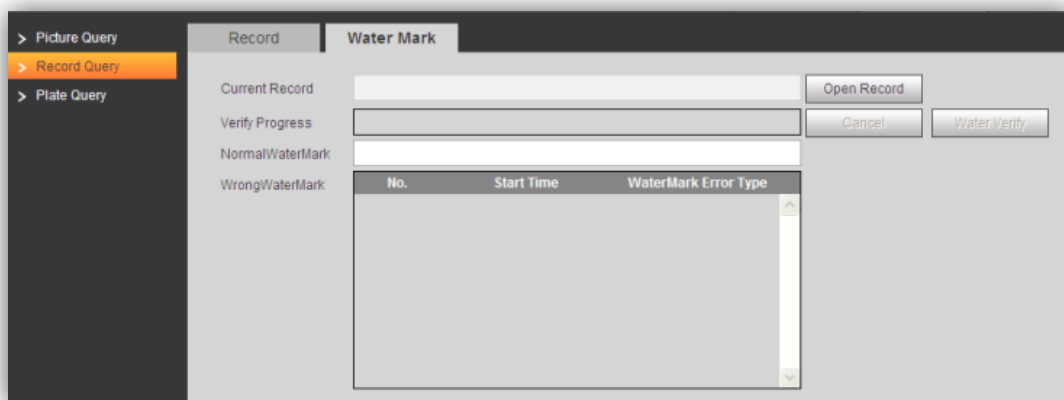 > Picture Query
> Record Query
> Plate Query
Record Water Mark
Current Record Open Record
Verify Progress Cancel Water Verify
NormalWaterMark
WrongWaterMark No. Start Time WaterMark Error Type